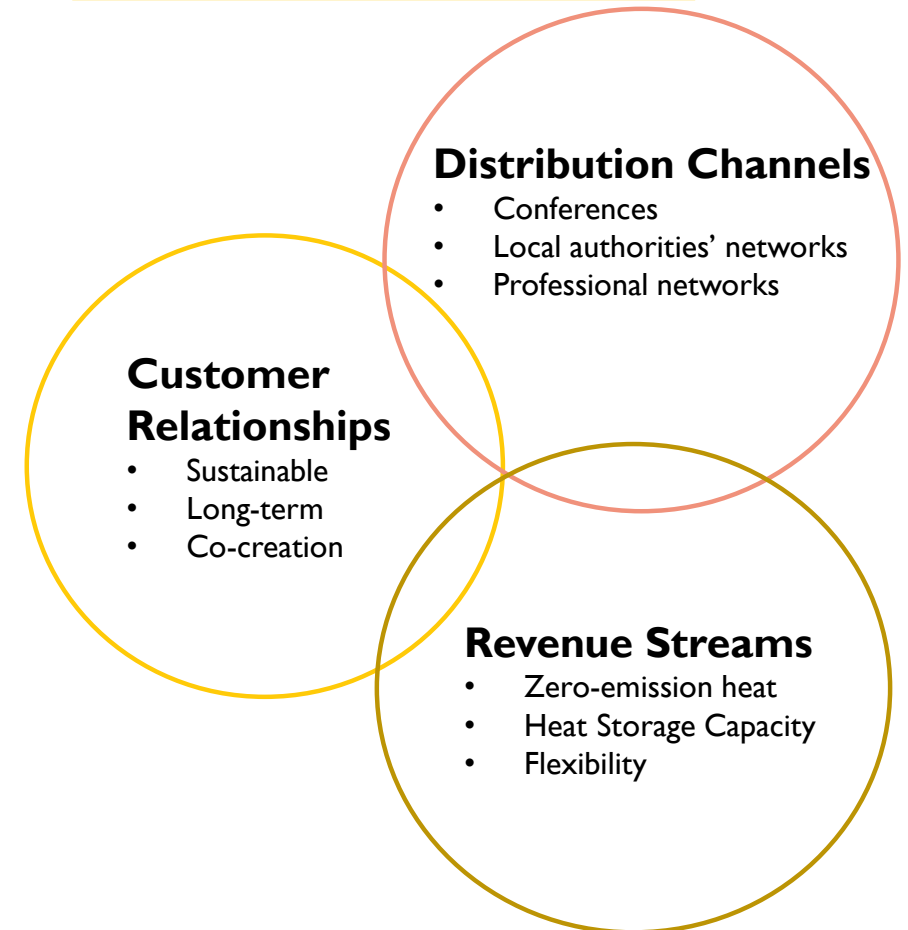 Distribution Channels
• Conferences
• Local authorities’ networks
• Professional networks
Customer
Relationships
• Sustainable
• Long-term
• Co-creation
Revenue Streams
• Zero-emission heat
• Heat Storage Capacity
• Flexibility